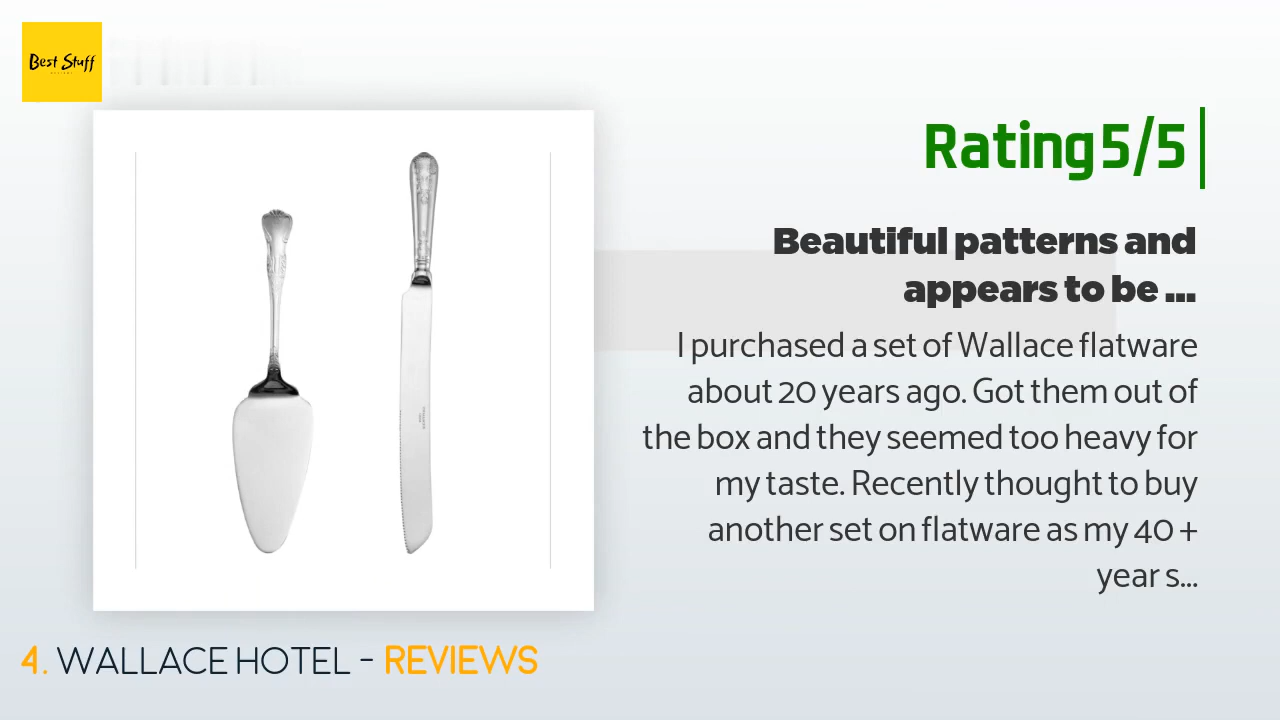 Best Stuff
Rating 5/5
Beautiful patterns and
appears to be ...
I purchased a set of Wallace flatware
about 20 years ago. Got them out of
the box and they seemed too heavy for
my taste. Recently thought to buy
another set on flatware as my 40 +
year s...
4. WALLACE HOTEL - REVIEWS